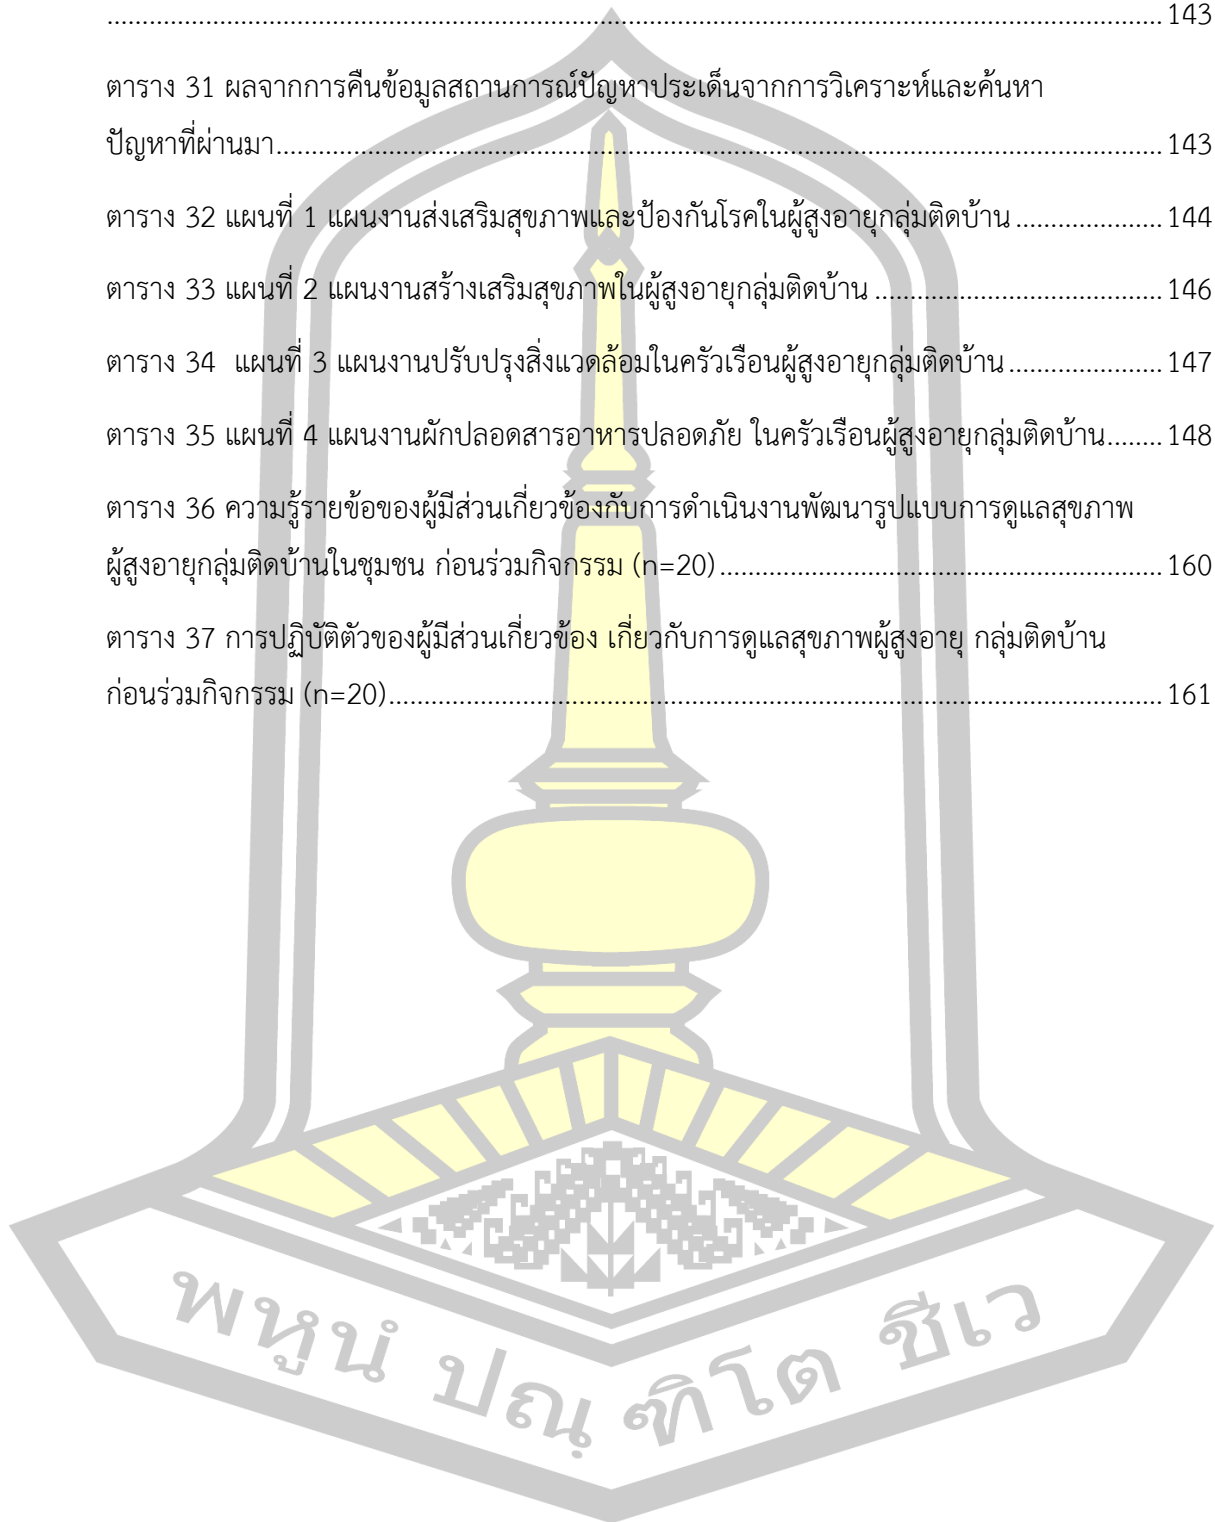 ........................................................................................................................................................ 143
ตาราง 31 ผลจากการคืนข้อมูลสถานการณ์ปัญหาประเด็นจากการวิเคราะห์และค้นหา
ปัญหาที่ผ่านมา............................................................................................................................... 143
ตาราง 32 แผนที่ 1 แผนงานส่งเสริมสุขภาพและป้องกันโรคในผู้สูงอายุกลุ่มติดบ้าน ..................... 144
ตาราง 33 แผนที่ 2 แผนงานสร้างเสริมสุขภาพในผู้สูงอายุกลุ่มติดบ้าน ......................................... 146
ตาราง 34 แผนที่ 3 แผนงานปรับปรุงสิ่งแวดล้อมในครัวเรือนผู้สูงอายุกลุ่มติดบ้าน ...................... 147
ตาราง 35 แผนที่ 4 แผนงานผักปลอดสารอาหารปลอดภัย ในครัวเรือนผู้สูงอายุกลุ่มติดบ้าน........ 148
ตาราง 36 ความรู้รายข้อของผู้มีส่วนเกี่ยวข้องกับการดำเนินงานพัฒนารูปแบบการดูแลสุขภาพ
ผู้สูงอายุกลุ่มติดบ้านในชุมชน ก่อนร่วมกิจกรรม (n=20) ............................................................... 160
ตาราง 37 การปฏิบัติตัวของผู้มีส่วนเกี่ยวข้อง เกี่ยวกับการดูแลสุขภาพผู้สูงอายุ กลุ่มติดบ้าน
ก่อนร่วมกิจกรรม (n=20)............................................................................................................... 161
พหูนํ ปณฺ ฑิโต ชีเว